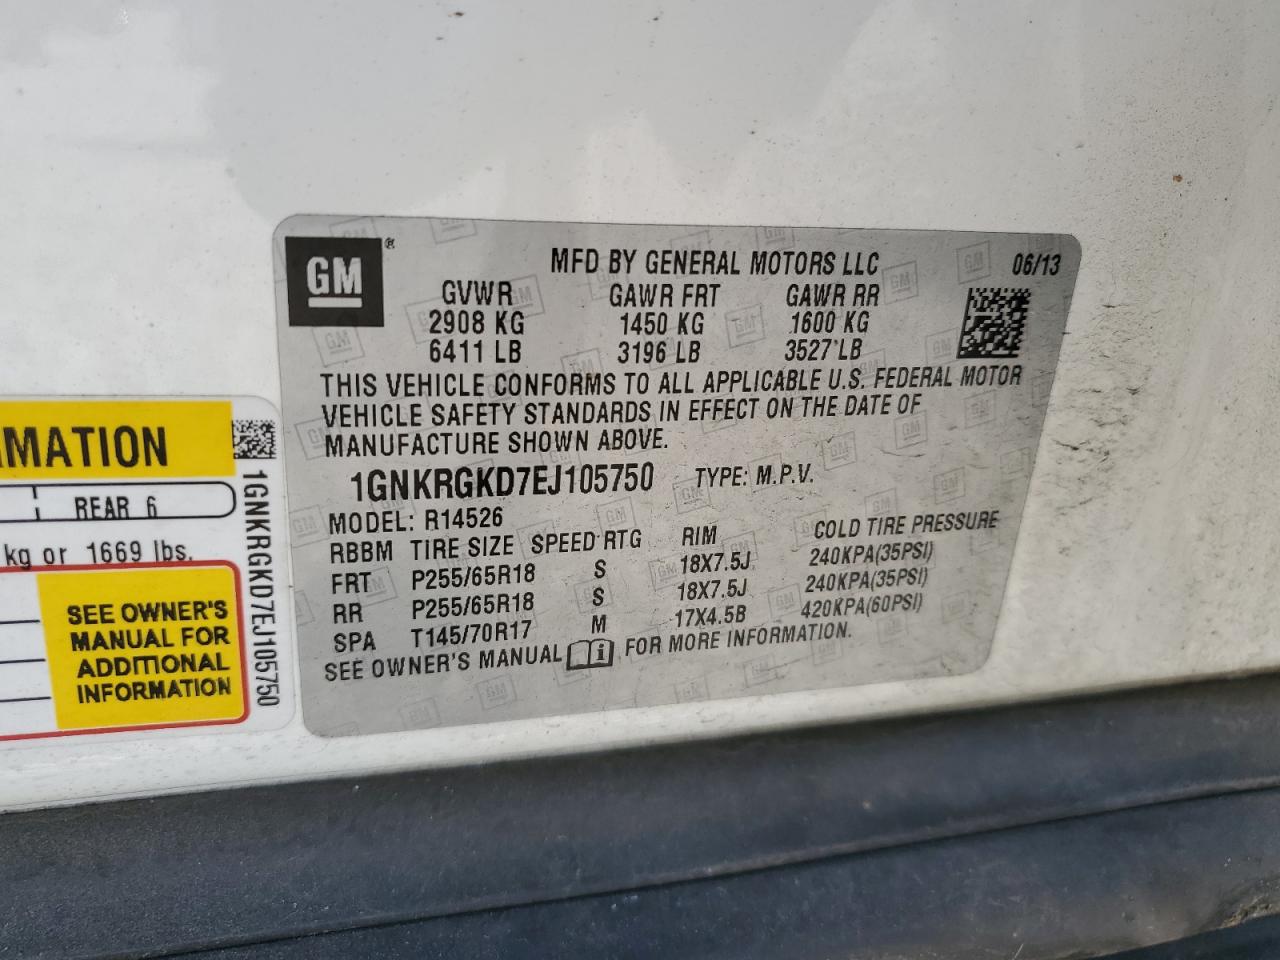 GM
®
MFD BY GENERAL MOTORS LLC 06/13
GVWR GAWR FRT GAWR RR
2908 KG 1450 KG 1600 KG
6411 LB 3196 LB 3527 LB
THIS VEHICLE CONFORMS TO ALL APPLICABLE U.S. FEDERAL MOTOR
VEHICLE SAFETY STANDARDS IN EFFECT ON THE DATE OF
MANUFACTURE SHOWN ABOVE.
1GNKRGKD7EJ105750 TYPE: M.P.V.
MODEL: R14526
RBBM TIRE SIZE SPEED RTG RIM COLD TIRE PRESSURE
FRT P255/65R18 S 18X7.5J 240KPA(35PSI)
RR P255/65R18 S 18X7.5J 240KPA(35PSI)
SPA T145/70R17 M 17X4.5B 420KPA(60PSI)
SEE OWNER'S MANUAL i FOR MORE INFORMATION.
MATION
REAR 6
kg or 1669 lbs.
SEE OWNER'S
MANUAL FOR
ADDITIONAL
INFORMATION
1GNKRGKD7EJ105750